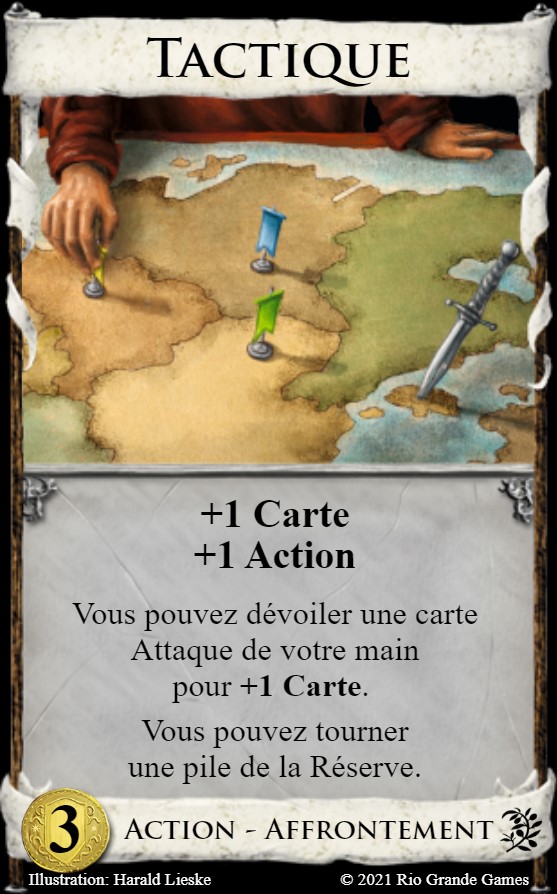 TACTIQUE
+1 Carte
+1 Action
Vous pouvez dévoiler une carte
Attaque de votre main
pour +1 Carte.
Vous pouvez tourner
une pile de la Réserve.
3
ACTION - AFFRONTEMENT
Illustration: Harald Lieske
© 2021 Rio Grande Games